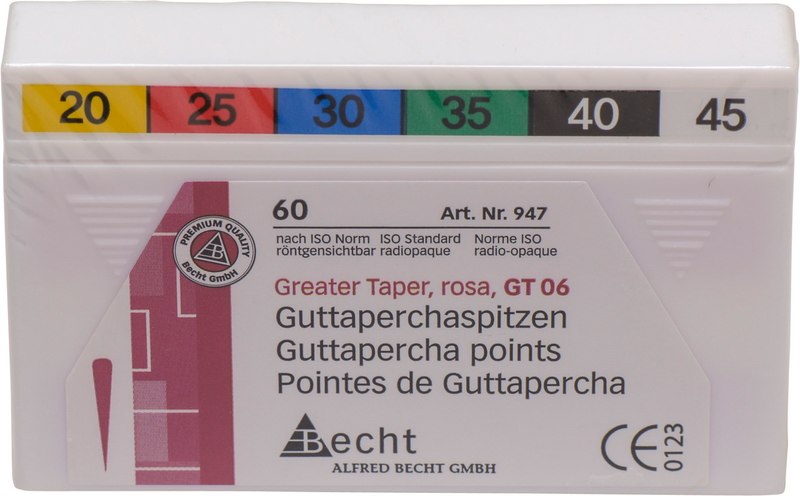 20 25 30 35 40 45
60 Art. Nr. 947
nach ISO Norm ISO Standard Norme ISO
röntgensichtbar radiopaque radio-opaque
PREMIUM QUALITY
B
Becht GmbH
Greater Taper, rosa, GT 06
Guttaperchaspitzen
Guttapercha points
Pointes de Guttapercha
Becht
ALFRED BECHT GMBH
CE 0123